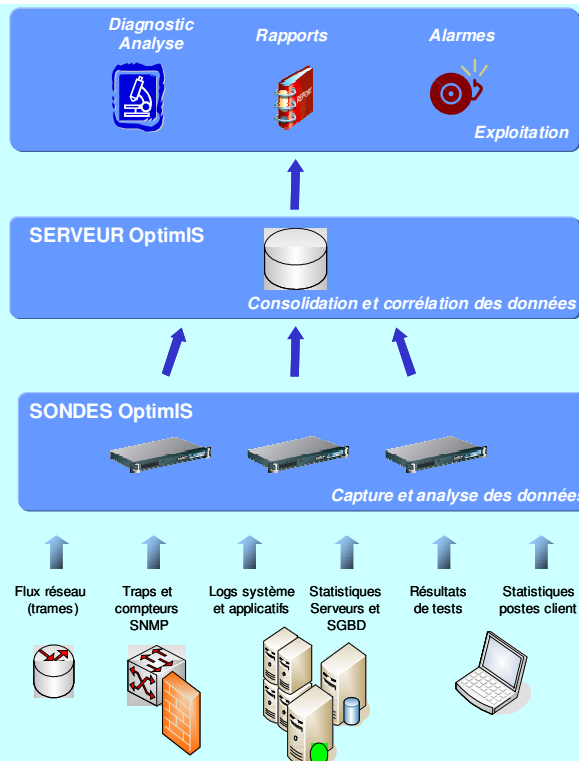 Diagnostic
Analyse
Rapports
Alarmes
REPORT
Exploitation
SERVEUR OptimIS
Consolidation et corrélation des données
SONDES OptimIS
Capture et analyse des données
Flux réseau
(trames)
Traps et
compteurs
SNMP
Logs système
et applicatifs
Statistiques
Serveurs et
SGBD
Résultats
de tests
Statistiques
postes client